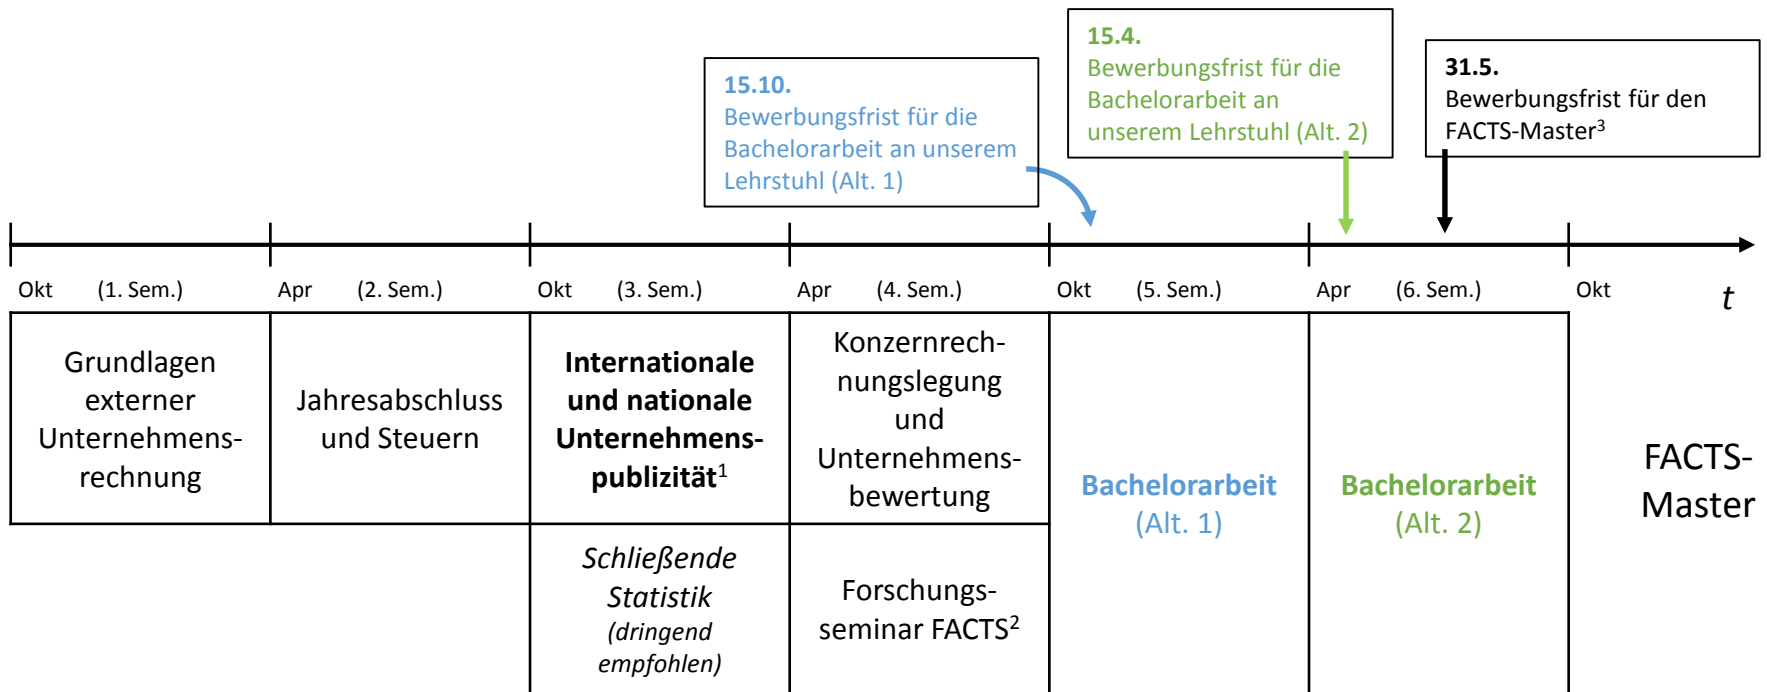 15.10.
Bewerbungsfrist für die
Bachelorarbeit an unserem
Lehrstuhl (Alt. 1)
15.4.
Bewerbungsfrist für die
Bachelorarbeit an
unserem Lehrstuhl (Alt. 2)
31.5.
Bewerbungsfrist für den
FACTS-Master³
Okt (1. Sem.) Apr (2. Sem.) Okt (3. Sem.) Apr (4. Sem.) Okt (5. Sem.) Apr (6. Sem.) Okt t
Grundlagen
externer
Unternehmens-
rechnung
Jahresabschluss
und Steuern
Internationale
und nationale
Unternehmens-
publizität¹
Konzernrech-
nungslegung
und
Unternehmens-
bewertung
Schließende
Statistik
(dringend
empfohlen)
Forschungs-
seminar FACTS²
Bachelorarbeit
(Alt. 1)
Bachelorarbeit
(Alt. 2)
FACTS-
Master